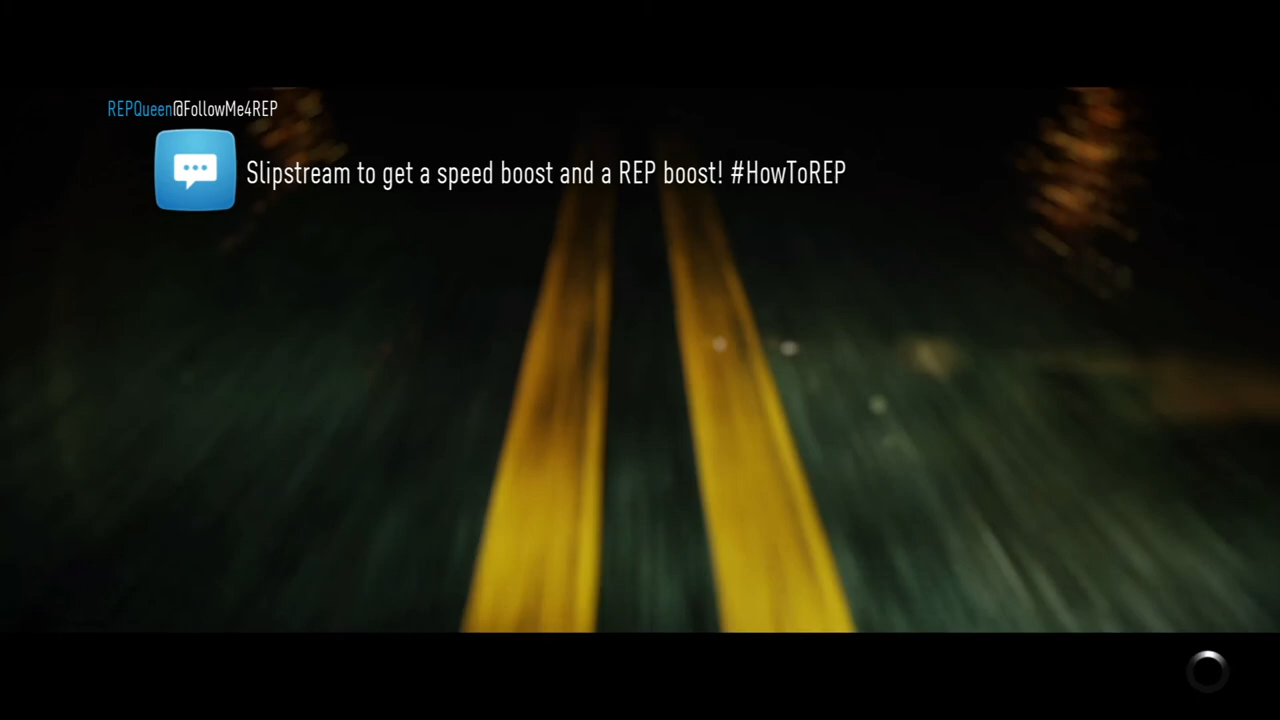 REPQueen@FollowMe4REP
Slipstream to get a speed boost and a REP boost! #HowToREP